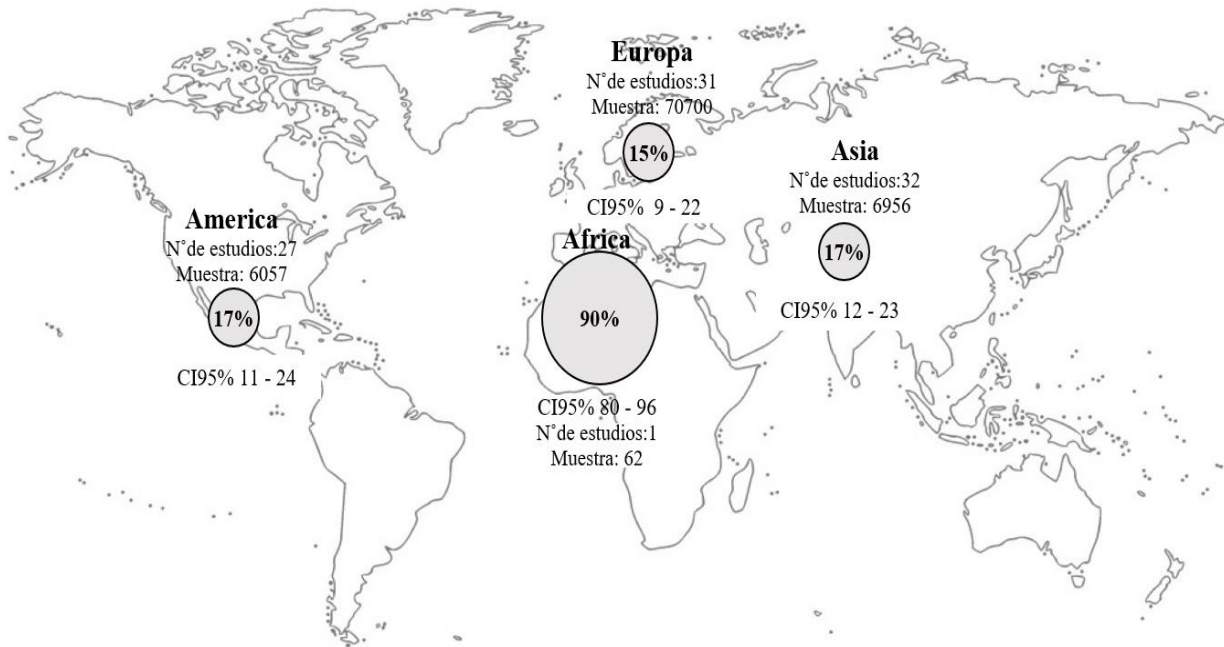 Europa
N°de estudios:31
Muestra: 70700
15%
CI95% 9 - 22
Asia
N°de estudios:32
Muestra: 6956
17%
CI95% 12 - 23
America
N°de estudios:27
Muestra: 6057
17%
CI95% 11 - 24
Africa
90%
CI95% 80 - 96
N°de estudios:1
Muestra: 62